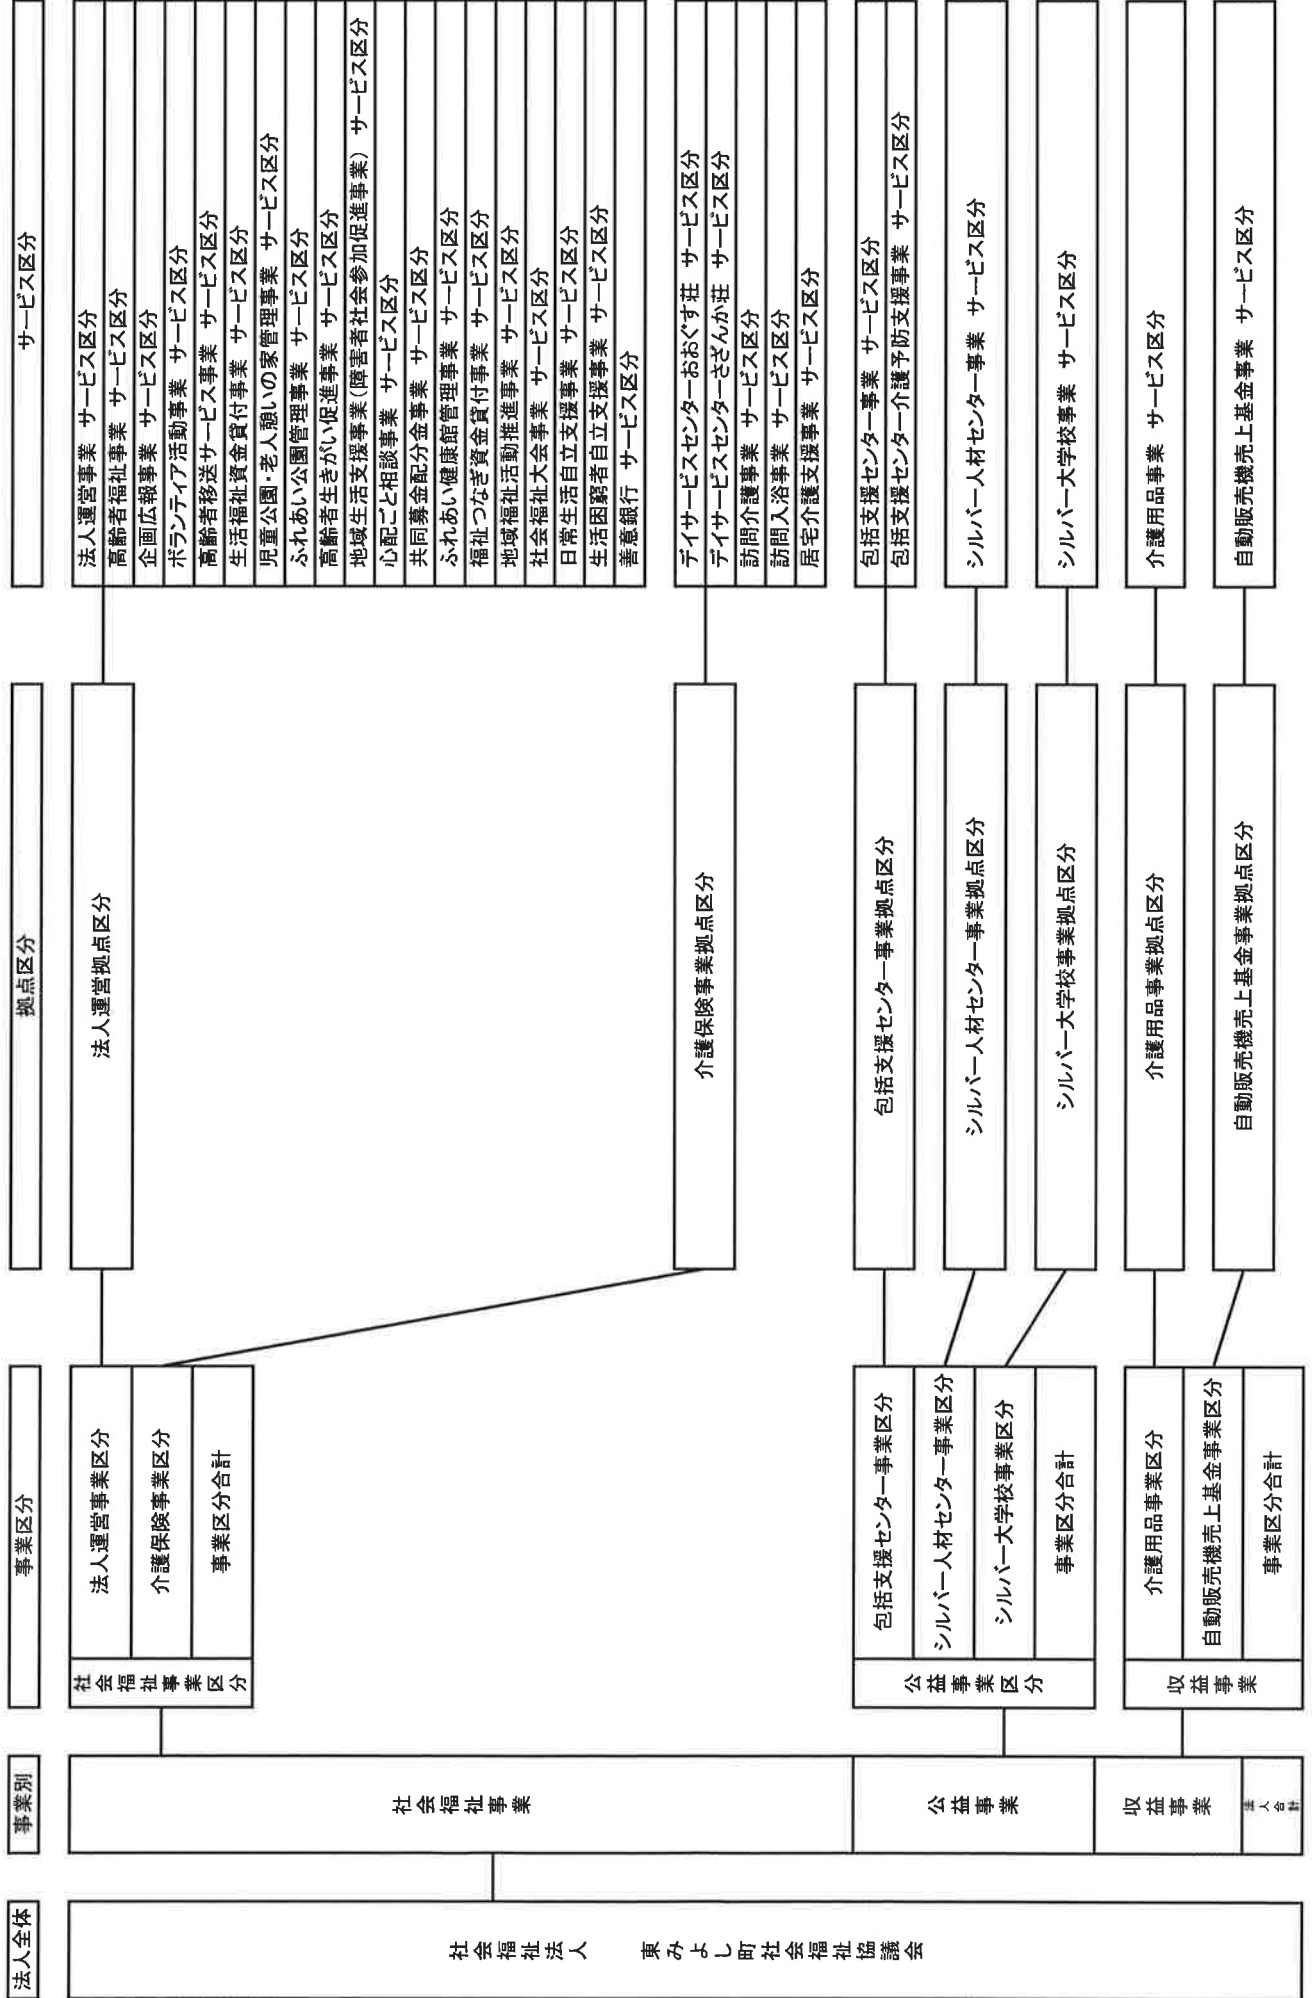 法人全体
事業別
事業区分
拠点区分
サービス区分
社会福祉法人　東みよし町社会福祉協議会
社会福祉事業
公益事業
収益事業
法人合計
社会福祉事業区分
法人運営事業区分
介護保険事業区分
事業区分合計
公益事業区分
包括支援センター事業区分
シルバー人材センター事業区分
シルバー大学校事業区分
事業区分合計
収益事業
介護用品事業区分
自動販売機売上基金事業区分
事業区分合計
法人運営拠点区分
介護保険事業拠点区分
包括支援センター事業拠点区分
シルバー人材センター事業拠点区分
シルバー大学校事業拠点区分
介護用品事業拠点区分
自動販売機売上基金事業拠点区分
法人運営事業　サービス区分
高齢者福祉事業　サービス区分
企画広報事業　サービス区分
ボランティア活動事業　サービス区分
高齢者移送サービス事業　サービス区分
生活福祉資金貸付事業　サービス区分
児童公園・老人憩いの家管理事業　サービス区分
ふれあい公園管理事業　サービス区分
高齢者生きがい促進事業　サービス区分
地域生活支援事業（障害者社会参加促進事業）　サービス区分
心配ごと相談事業　サービス区分
共同募金配分金事業　サービス区分
ふれあい健康館管理事業　サービス区分
福祉つなぎ資金貸付事業　サービス区分
地域福祉活動推進事業　サービス区分
社会福祉大会事業　サービス区分
日常生活自立支援事業　サービス区分
生活困窮者自立支援事業　サービス区分
善意銀行　サービス区分
デイサービスセンターおおぐす荘　サービス区分
デイサービスセンターさざんか荘　サービス区分
訪問介護事業　サービス区分
訪問入浴事業　サービス区分
居宅介護支援事業　サービス区分
包括支援センター事業　サービス区分
包括支援センター介護予防支援事業　サービス区分
シルバー人材センター事業　サービス区分
シルバー大学校事業　サービス区分
介護用品事業　サービス区分
自動販売機売上基金事業　サービス区分